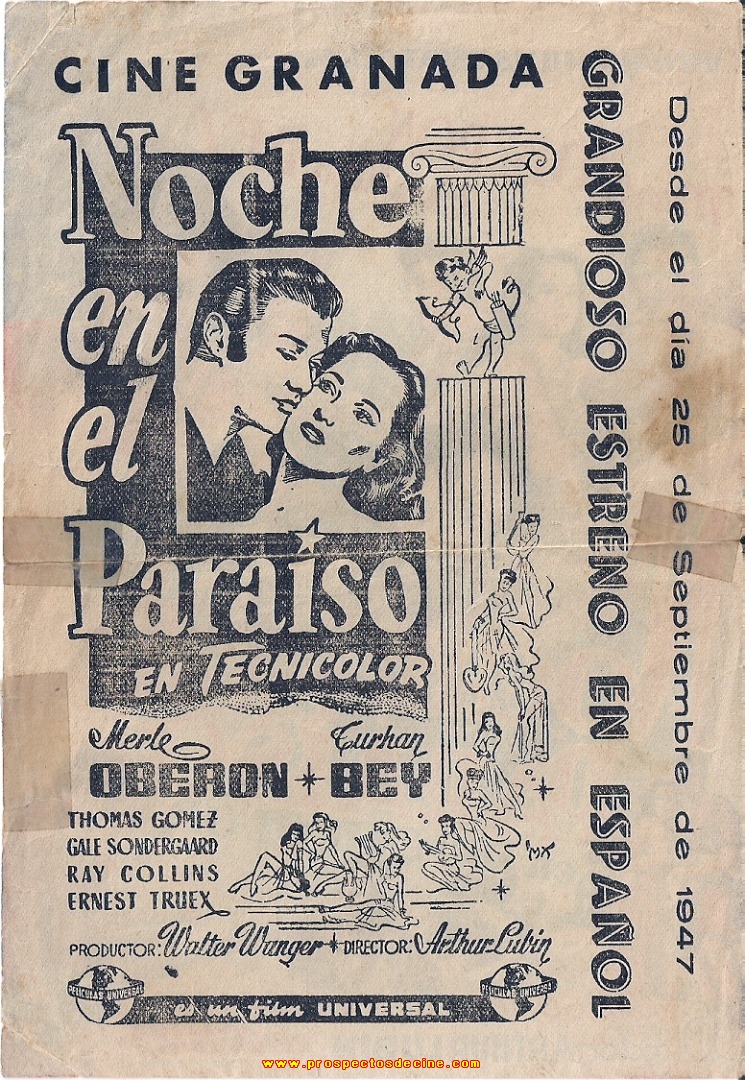 CINE GRANADA
Noche
en
el
Paraíso
EN TECNICOLOR
Merle Turhan
OBERON BEY
THOMAS GOMEZ
GALE SONDERGAARD
RAY COLLINS
ERNEST TRUEX
PRODUCTOR: Walter Wanger DIRECTOR: Arthur Lubin
PELICULAS UNIVERSAL
PELICULAS UNIVERSAL
es un film UNIVERSAL
GRANDIOSO ESTRENO EN ESPAÑOL
Desde el día 25 de Septiembre de 1947
MK
www.prospectosdecine.com